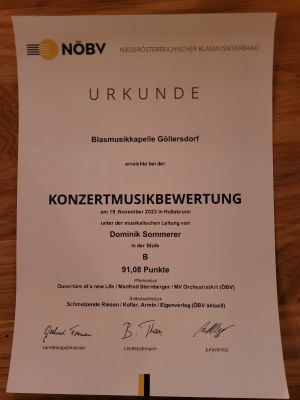 NÖBV
NIEDERÖSTERREICHISCHER BLASMUSIKVERBAND
URKUNDE
Blasmusikkapelle Göllersdorf
erreichte bei der
KONZERTMUSIKBEWERTUNG
am 19. November 2023 in Hollabrunn
unter der musikalischen Leitung von
Dominik Sommerer
in der Stufe
B
91,08 Punkte
Pflichtstück
Ouvertüre of a new Life / Manfred Sternberger / MV OrchestralArt (ÖBV)
Selbstwahlstück
Schmelzende Riesen / Kofler, Armin / Eigenverlag (ÖBV aktuell)
Landeskapellmeister
Landesobmann
Juryvorsitz